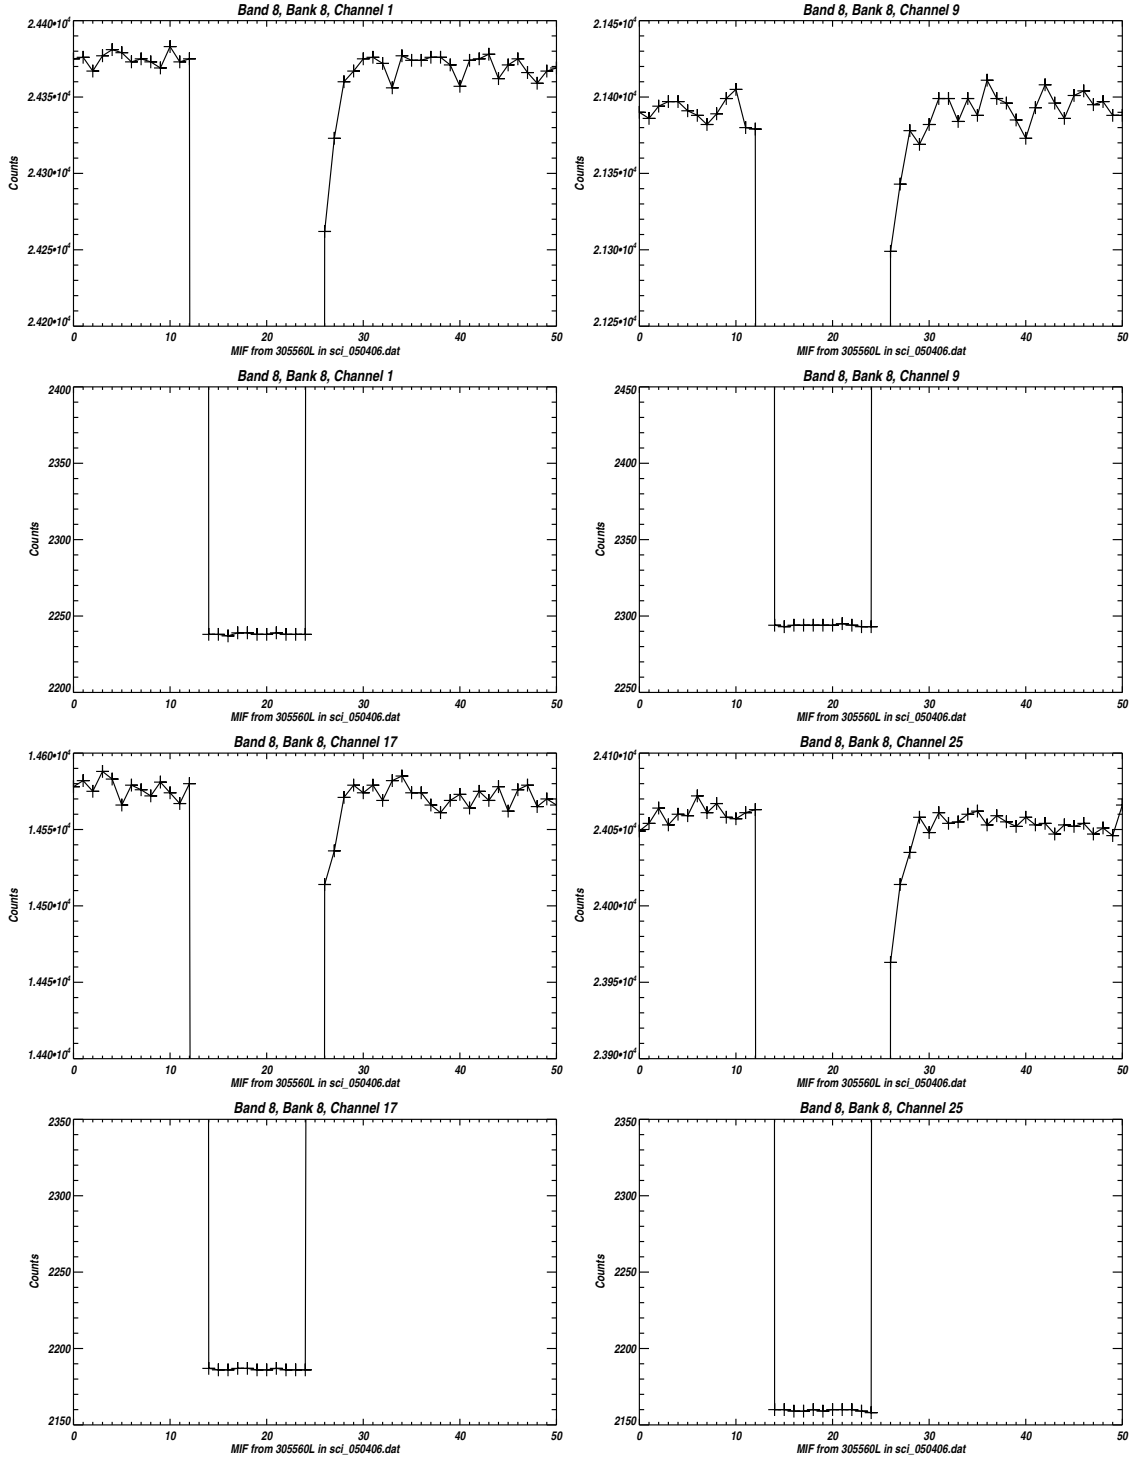 Band 8, Bank 8, Channel 1
2.440•10⁴
2.435•10⁴
2.430•10⁴
2.425•10⁴
2.420•10⁴
Counts
0 10 20 30 40 50
MIF from 305560L in sci_050406.dat
Band 8, Bank 8, Channel 9
2.145•10⁴
2.140•10⁴
2.135•10⁴
2.130•10⁴
2.125•10⁴
Counts
0 10 20 30 40 50
MIF from 305560L in sci_050406.dat
Band 8, Bank 8, Channel 1
2400
2350
2300
2250
2200
Counts
0 10 20 30 40 50
MIF from 305560L in sci_050406.dat
Band 8, Bank 8, Channel 9
2450
2400
2350
2300
2250
Counts
0 10 20 30 40 50
MIF from 305560L in sci_050406.dat
Band 8, Bank 8, Channel 17
1.460•10⁴
1.455•10⁴
1.450•10⁴
1.445•10⁴
1.440•10⁴
Counts
0 10 20 30 40 50
MIF from 305560L in sci_050406.dat
Band 8, Bank 8, Channel 25
2.410•10⁴
2.405•10⁴
2.400•10⁴
2.395•10⁴
2.390•10⁴
Counts
0 10 20 30 40 50
MIF from 305560L in sci_050406.dat
Band 8, Bank 8, Channel 17
2350
2300
2250
2200
2150
Counts
0 10 20 30 40 50
MIF from 305560L in sci_050406.dat
Band 8, Bank 8, Channel 25
2350
2300
2250
2200
2150
Counts
0 10 20 30 40 50
MIF from 305560L in sci_050406.dat